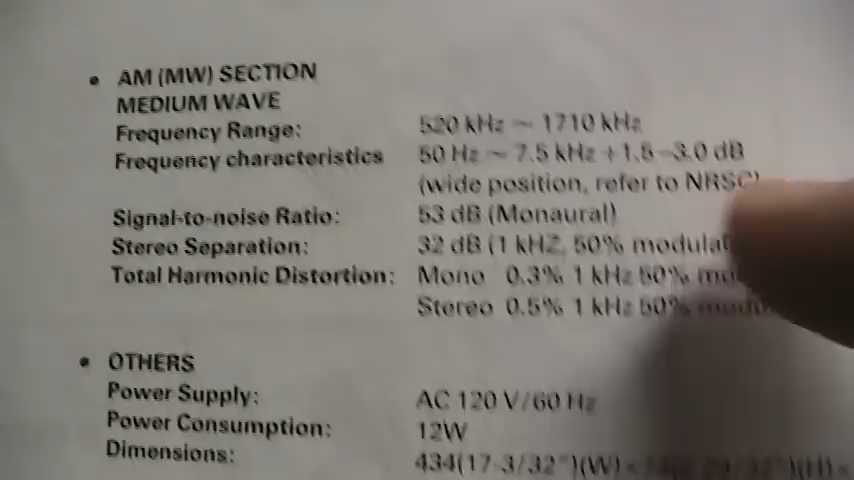 • AM (MW) SECTION
MEDIUM WAVE
Frequency Range: 520 kHz ~ 1710 kHz
Frequency characteristics 50 Hz ~ 7.5 kHz +1.5 -3.0 dB
(wide position, refer to NRSC)
Signal-to-noise Ratio: 53 dB (Monaural)
Stereo Separation: 32 dB (1 kHZ, 50%
Total Harmonic Distortion: Mono 0.3% 1 kHz 50%
Stereo 0.5% 1 kHz 50%
• OTHERS
Power Supply: AC 120 V/60 Hz
Power Consumption: 12W
Dimensions: 434(17-3/32")(W)